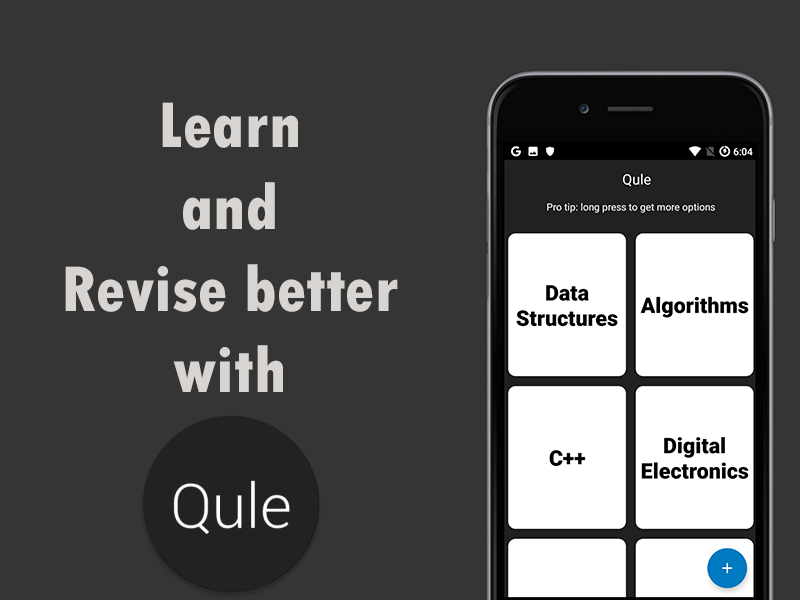 Learn
and
Revise better
with
Qule
G 6:04
Qule
Pro tip: long press to get more options
Data
Structures
Algorithms
C++
Digital
Electronics
+